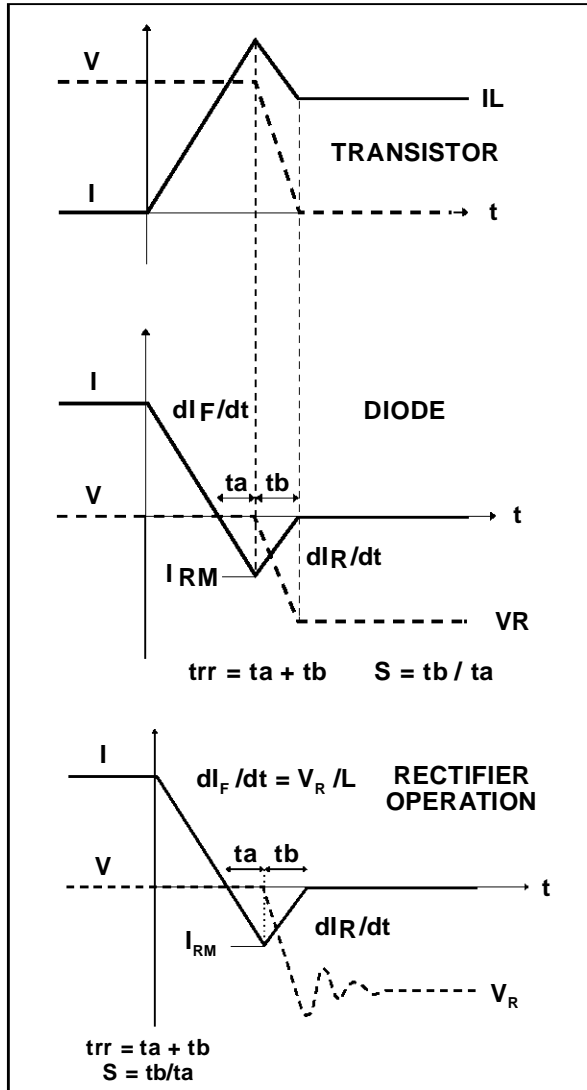 V
IL
TRANSISTOR
I
t
I
dIF/dt
DIODE
ta tb
V
t
IRM
dIR/dt
VR
trr = ta + tb S = tb / ta
I
dIF /dt = VR /L
RECTIFIER
OPERATION
ta tb
V
t
IRM
dIR/dt
VR
trr = ta + tb
S = tb/ta